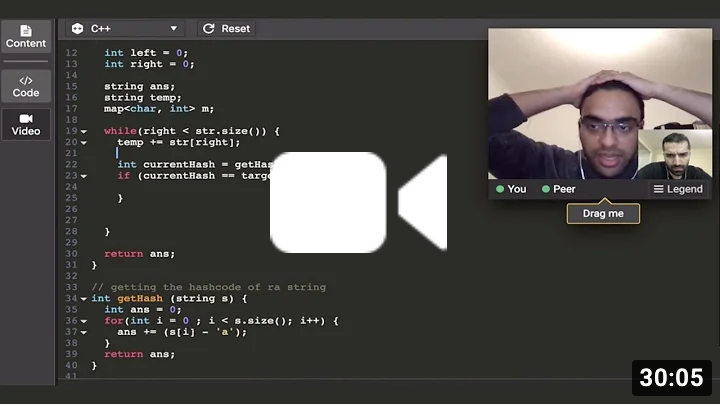 Content
Code
Video
C++
Reset
12 int left = 0;
13 int right = 0;
14
15 string ans;
16 string temp;
17 map<char, int> m;
18
19 while(right < str.size()) {
20 temp += str[right];
21
22 int currentHash = getHas
23 if (currentHash == targe
24
25 }
26
27
28 }
29
30 return ans;
31 }
32
33 // getting the hashcode of ra string
34 int getHash (string s) {
35 int ans = 0;
36 for(int i = 0 ; i < s.size(); i++) {
37 ans += (s[i] - 'a');
38 }
39 return ans;
40 }
41
You
Peer
Legend
Drag me
30:05